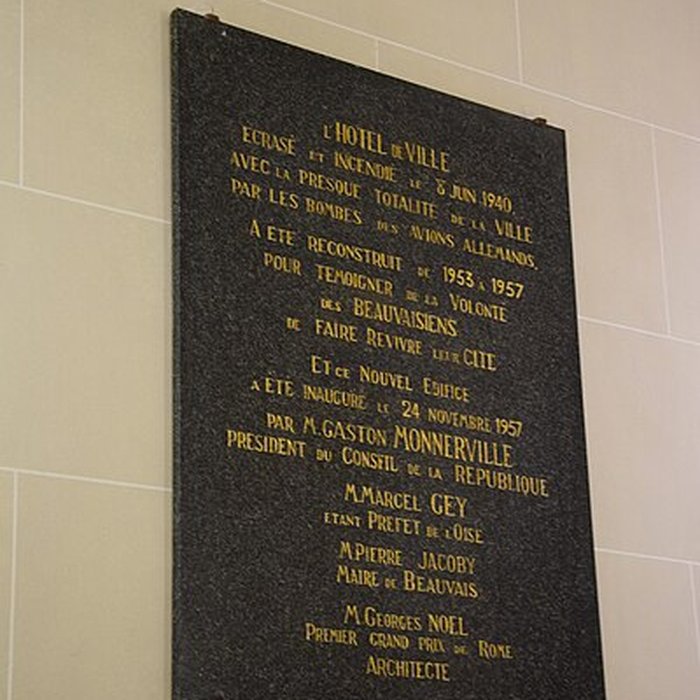 L'HOTEL DE VILLE
ECRASÉ ET INCENDIE LE 8 JUIN 1940,
AVEC LA PRESQUE TOTALITÉ DE LA VILLE
PAR LES BOMBES DES AVIONS ALLEMANDS,
A ETE RECONSTRUIT DE 1953 A 1957
POUR TEMOIGNER DE LA VOLONTE
DES BEAUVAISIENS
DE FAIRE REVIVRE LEUR CITE
ET CE NOUVEL EDIFICE
A ETE INAUGURE LE 24 NOVEMBRE 1957
PAR M.GASTON MONNERVILLE
PRESIDENT DU CONSEIL DE LA REPUBLIQUE
M.MARCEL GEY
ETANT PREFET DE L'OISE
M.PIERRE JACOBY
MAIRE DE BEAUVAIS
M.GEORGES NOEL
PREMIER GRAND PRIX DE ROME
ARCHITECTE